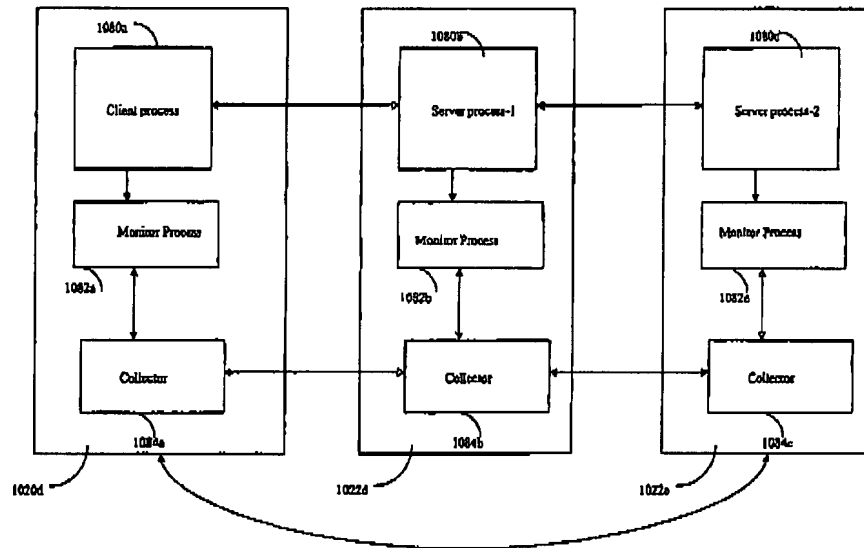 1080a
1080b
1080c
Client process
Server process-1
Server process-2
Monitor Process
Monitor Process
Monitor Process
1082a
1082b
1082c
Collector
Collector
Collector
1084a
1084b
1084c
1020d
1022d
1022e